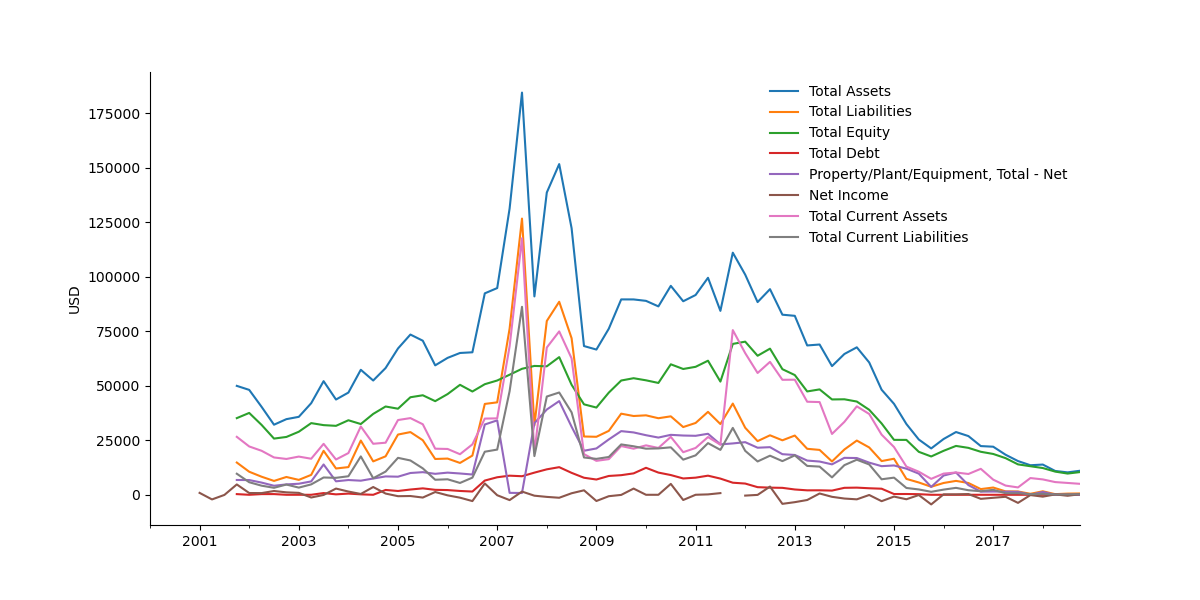 Total Assets
Total Liabilities
Total Equity
Total Debt
Property/Plant/Equipment, Total - Net
Net Income
Total Current Assets
Total Current Liabilities
USD
175000
150000
125000
100000
75000
50000
25000
0
2001 2003 2005 2007 2009 2011 2013 2015 2017